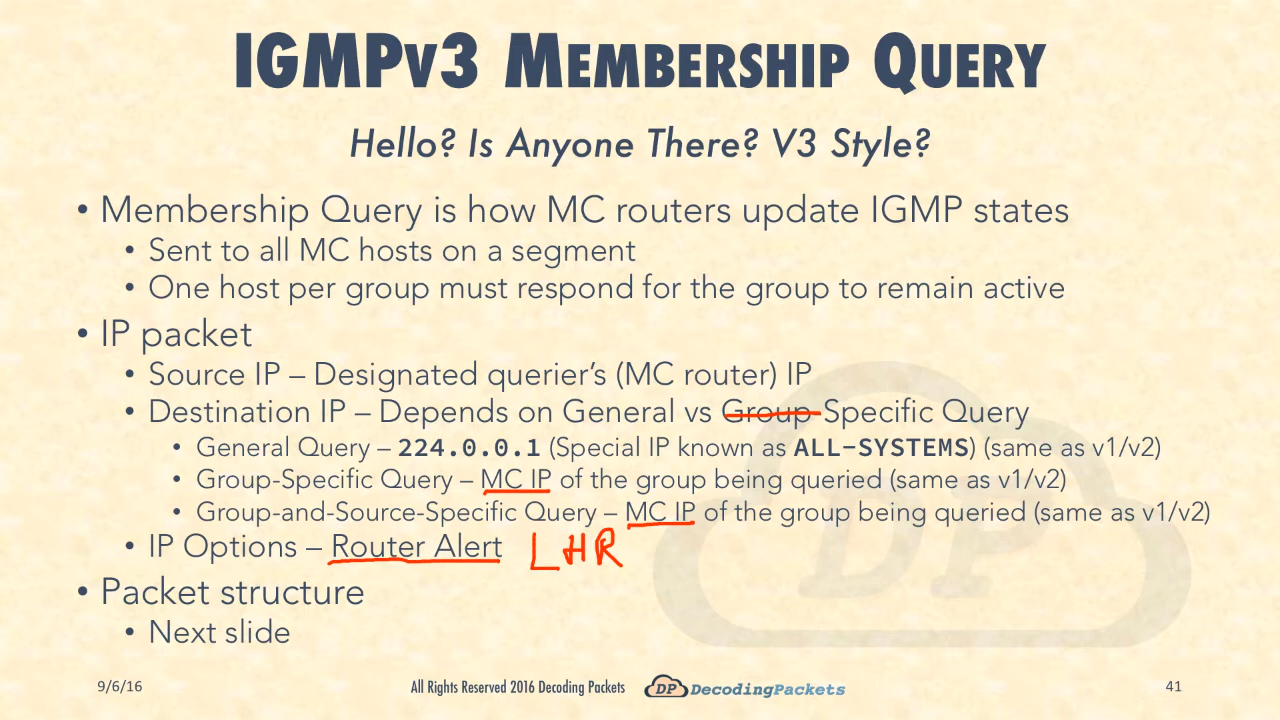 IGMPv3 Membership Query
Hello? Is Anyone There? V3 Style?
• Membership Query is how MC routers update IGMP states
• Sent to all MC hosts on a segment
• One host per group must respond for the group to remain active
• IP packet
• Source IP – Designated querier’s (MC router) IP
• Destination IP – Depends on General vs Group-Specific Query
• General Query – 224.0.0.1 (Special IP known as ALL-SYSTEMS) (same as v1/v2)
• Group-Specific Query – MC IP of the group being queried (same as v1/v2)
• Group-and-Source-Specific Query – MC IP of the group being queried (same as v1/v2)
• IP Options – Router Alert LHR
• Packet structure
• Next slide
DP
9/6/16 All Rights Reserved 2016 Decoding Packets DP DecodingPackets 41